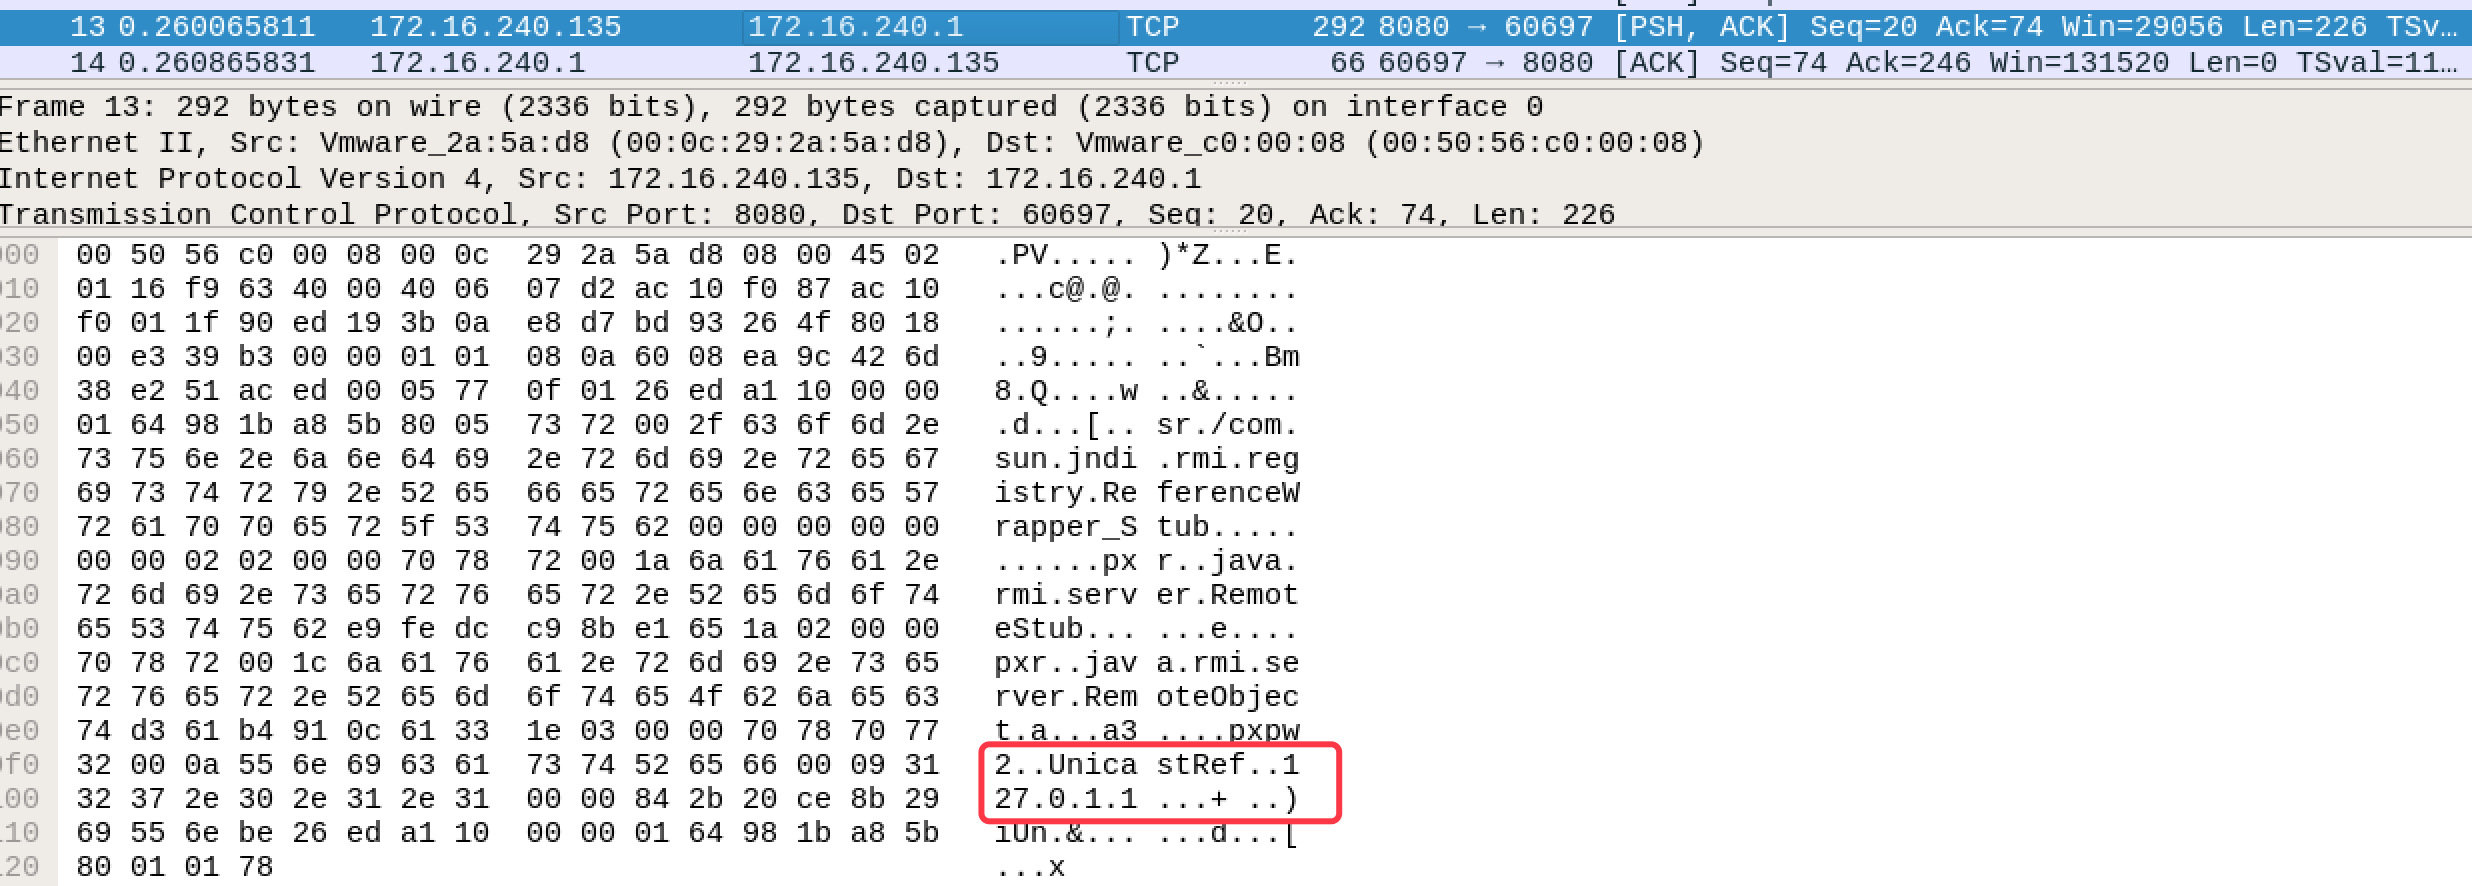 13 0.260065811 172.16.240.135 172.16.240.1 TCP 292 8080 → 60697 [PSH, ACK] Seq=20 Ack=74 Win=29056 Len=226 TSv…
14 0.260865831 172.16.240.1 172.16.240.135 TCP 66 60697 → 8080 [ACK] Seq=74 Ack=246 Win=131520 Len=0 TSval=11…
Frame 13: 292 bytes on wire (2336 bits), 292 bytes captured (2336 bits) on interface 0
Ethernet II, Src: Vmware_2a:5a:d8 (00:0c:29:2a:5a:d8), Dst: Vmware_c0:00:08 (00:50:56:c0:00:08)
Internet Protocol Version 4, Src: 172.16.240.135, Dst: 172.16.240.1
Transmission Control Protocol, Src Port: 8080, Dst Port: 60697, Seq: 20, Ack: 74, Len: 226
000 00 50 56 c0 00 08 00 0c 29 2a 5a d8 08 00 45 02 .PV..... )*Z...E.
010 01 16 f9 63 40 00 40 06 07 d2 ac 10 f0 87 ac 10 ...c@.@. ........
020 f0 01 1f 90 ed 19 3b 0a e8 d7 bd 93 26 4f 80 18 ......;. ....&O..
030 00 e3 39 b3 00 00 01 01 08 0a 60 08 ea 9c 42 6d ..9..... ..`...Bm
040 38 e2 51 ac ed 00 05 77 0f 01 26 ed a1 10 00 00 8.Q....w ..&.....
050 01 64 98 1b a8 5b 80 05 73 72 00 2f 63 6f 6d 2e .d...[.. sr./com.
060 73 75 6e 2e 6a 6e 64 69 2e 72 6d 69 2e 72 65 67 sun.jndi .rmi.reg
070 69 73 74 72 79 2e 52 65 66 65 72 65 6e 63 65 57 istry.Re ferenceW
080 72 61 70 70 65 72 5f 53 74 75 62 00 00 00 00 00 rapper_S tub.....
090 00 00 02 02 00 00 70 78 72 00 1a 6a 61 76 61 2e ......px r..java.
0a0 72 6d 69 2e 73 65 72 76 65 72 2e 52 65 6d 6f 74 rmi.serv er.Remot
0b0 65 53 74 75 62 e9 fe dc c9 8b e1 65 1a 02 00 00 eStub... ...e....
0c0 70 78 72 00 1c 6a 61 76 61 2e 72 6d 69 2e 73 65 pxr..jav a.rmi.se
0d0 72 76 65 72 2e 52 65 6d 6f 74 65 4f 62 6a 65 63 rver.Rem oteObjec
0e0 74 d3 61 b4 91 0c 61 33 1e 03 00 00 70 78 70 77 t.a...a3 ....pxpw
0f0 32 00 0a 55 6e 69 63 61 73 74 52 65 66 00 09 31 2..Unica stRef..1
100 32 37 2e 30 2e 31 2e 31 00 00 84 2b 20 ce 8b 29 27.0.1.1 ...+ ..)
110 69 55 6e be 26 ed a1 10 00 00 01 64 98 1b a8 5b iUn.&... ...d...[
120 80 01 01 78 ...x